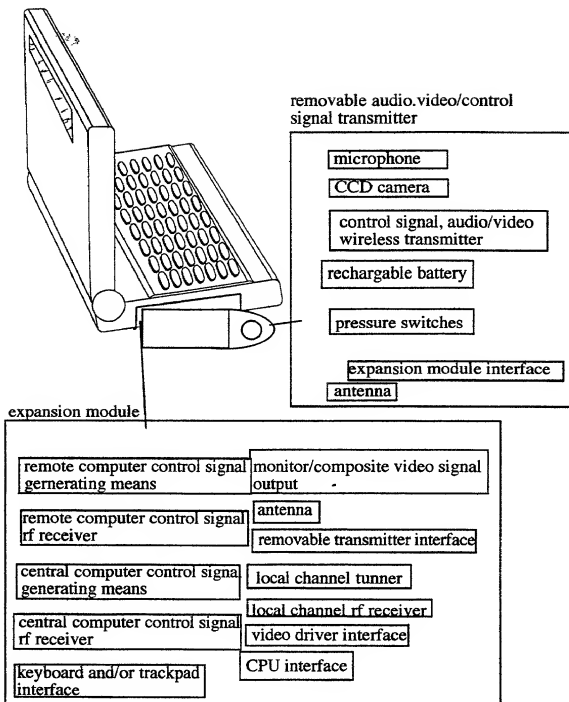 removable audio.video/control
signal transmitter
microphone
CCD camera
control signal, audio/video
wireless transmitter
rechargable battery
pressure switches
expansion module interface
antenna
expansion module
remote computer control signal
gernerating means
remote computer control signal
rf receiver
central computer control signal
generating means
central computer control signal
rf receiver
keyboard and/or trackpad
interface
monitor/composite video signal
output
antenna
removable transmitter interface
local channel tunner
local channel rf receiver
video driver interface
CPU interface